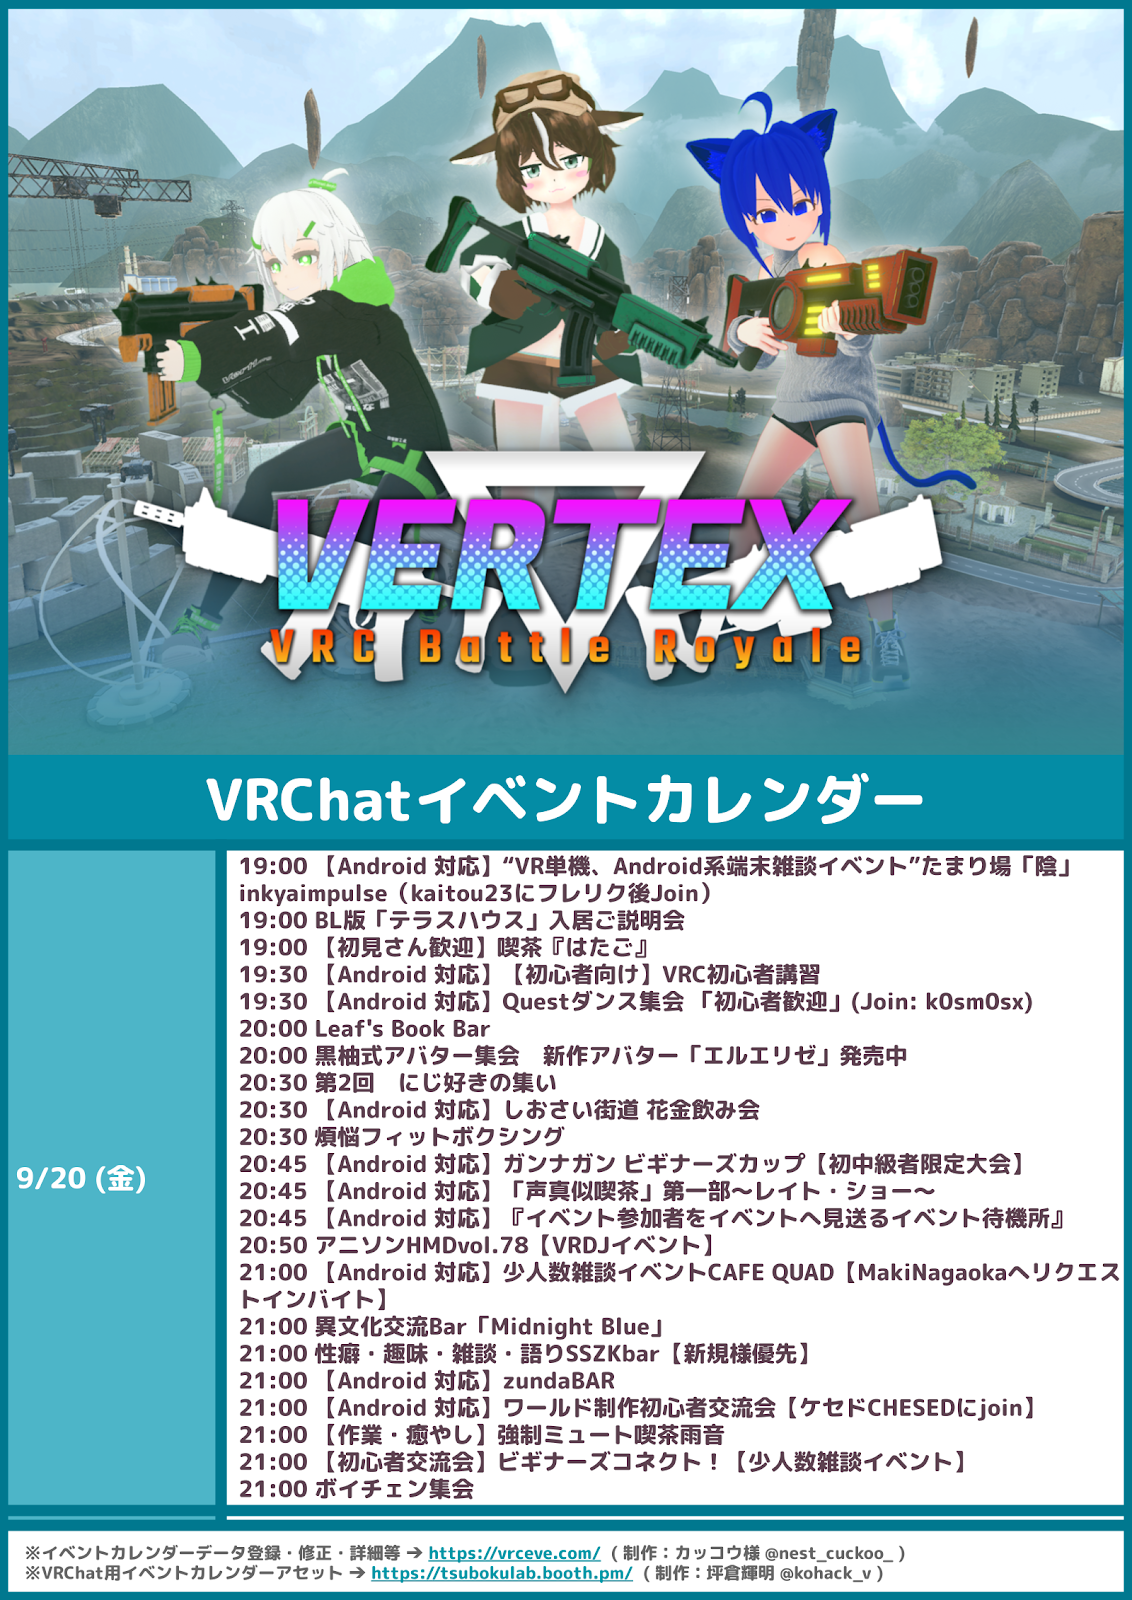 VERTEX
VRC Battle Royale
VRChatイベントカレンダー
9/20 (金)
19:00 【Android 対応】“VR単機、Android系端末雑談イベント”たまり場「陰」
inkyaimpulse（kaitou23にフレリク後Join）
19:00 BL版「テラスハウス」入居ご説明会
19:00 【初見さん歓迎】喫茶『はたご』
19:30 【Android 対応】【初心者向け】VRC初心者講習
19:30 【Android 対応】Questダンス集会 「初心者歓迎」(Join: k0sm0sx)
20:00 Leaf's Book Bar
20:00 黒柚式アバター集会　新作アバター「エルエリゼ」発売中
20:30 第2回　にじ好きの集い
20:30 【Android 対応】しおさい街道 花金飲み会
20:30 煩悩フィットボクシング
20:45 【Android 対応】ガンナガン ビギナーズカップ【初中級者限定大会】
20:45 【Android 対応】「声真似喫茶」第一部〜レイト・ショー〜
20:45 【Android 対応】『イベント参加者をイベントへ見送るイベント待機所』
20:50 アニソンHMDvol.78【VRDJイベント】
21:00 【Android 対応】少人数雑談イベントCAFE QUAD【MakiNagaokaへリクエス
トインバイト】
21:00 異文化交流Bar「Midnight Blue」
21:00 性癖・趣味・雑談・語りSSZKbar【新規様優先】
21:00 【Android 対応】zundaBAR
21:00 【Android 対応】ワールド制作初心者交流会【ケセドCHESEDにjoin】
21:00 【作業・癒やし】強制ミュート喫茶雨音
21:00 【初心者交流会】ビギナーズコネクト！【少人数雑談イベント】
21:00 ボイチェン集会
※イベントカレンダーデータ登録・修正・詳細等 → https://vrceve.com/ （制作：カッコウ様 @nest_cuckoo_ ）
※VRChat用イベントカレンダーアセット → https://tsubokulab.booth.pm/ （制作：坪倉輝明 @kohack_v ）